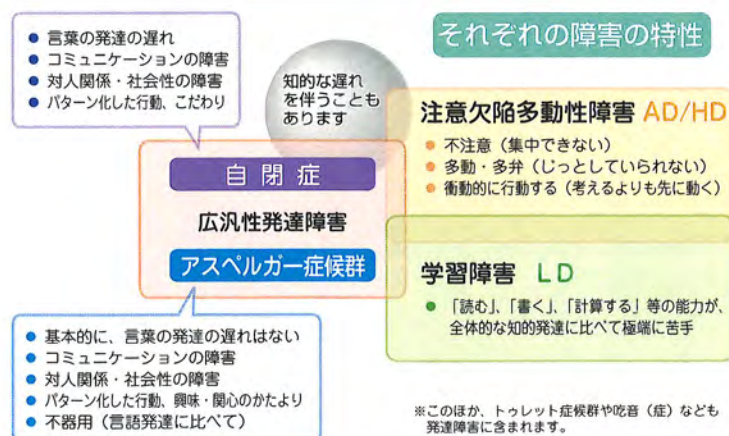 それぞれの障害の特性
● 言葉の発達の遅れ
● コミュニケーションの障害
● 対人関係・社会性の障害
● パターン化した行動、こだわり
知的な遅れ
を伴うことも
あります
自閉症
広汎性発達障害
アスペルガー症候群
● 基本的に、言葉の発達の遅れはない
● コミュニケーションの障害
● 対人関係・社会性の障害
● パターン化した行動、興味・関心のかたより
● 不器用（言語発達に比べて）
注意欠陥多動性障害 AD/HD
● 不注意（集中できない）
● 多動・多弁（じっとしていられない）
● 衝動的に行動する（考えるよりも先に動く）
学習障害 LD
● 「読む」、「書く」、「計算する」等の能力が、
全体的な知的発達に比べて極端に苦手
※このほか、トゥレット症候群や吃音（症）なども
発達障害に含まれます。